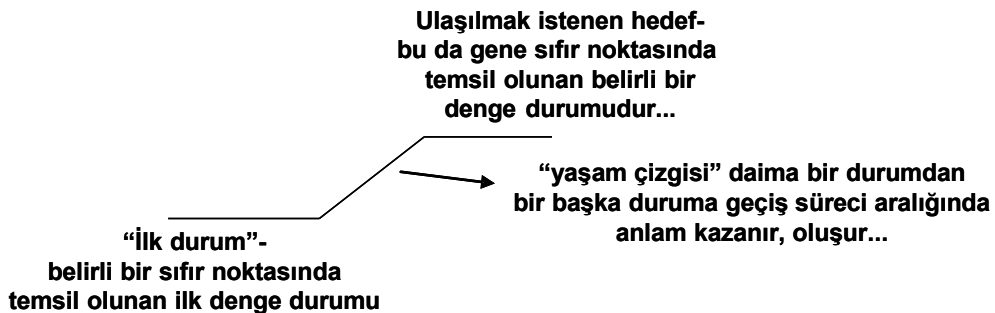 Ulaşılmak istenen hedef-
bu da gene sıfır noktasında
temsil olunan belirli bir
denge durumudur...
“yaşam çizgisi” daima bir durumdan
bir başka duruma geçiş süreci aralığında
anlam kazanır, oluşur...
“İlk durum”-
belirli bir sıfır noktasında
temsil olunan ilk denge durumu